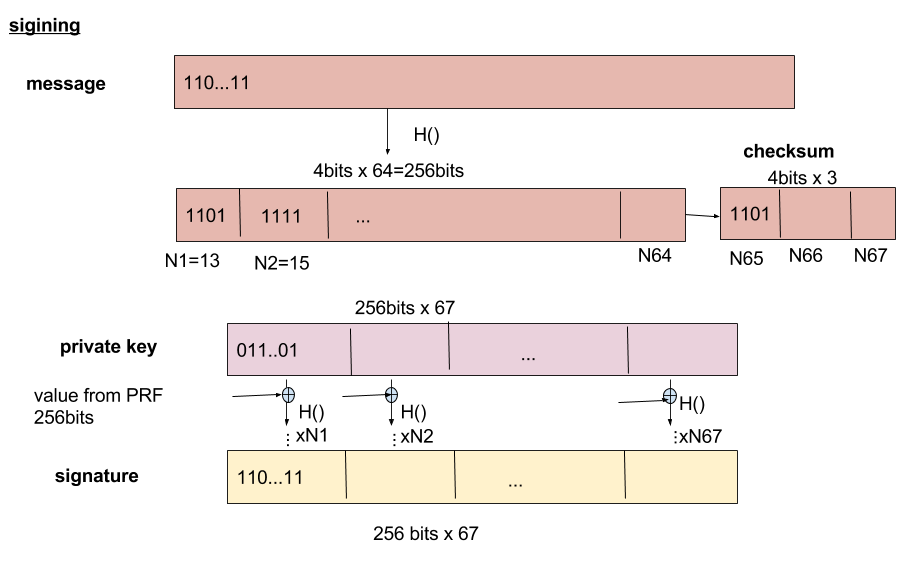 sigining
message
110...11
H()
checksum
4bits x 64=256bits
4bits x 3
1101 1111 ... 1101
N1=13 N2=15 N64 N65 N66 N67
256bits x 67
private key
011..01 ...
value from PRF
256bits
H() H() H()
⋮xN1 ⋮xN2 ⋮xN67
signature
110...11 ...
256 bits x 67